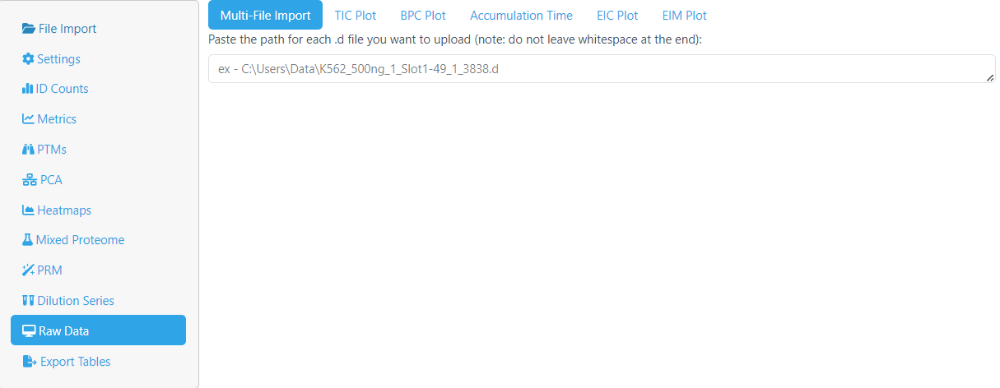 File Import
Settings
ID Counts
Metrics
PTMs
PCA
Heatmaps
Mixed Proteome
PRM
Dilution Series
Raw Data
Export Tables
Multi-File Import TIC Plot BPC Plot Accumulation Time EIC Plot EIM Plot
Paste the path for each .d file you want to upload (note: do not leave whitespace at the end):
ex - C:\Users\Data\K562_500ng_1_Slot1-49_1_3838.d